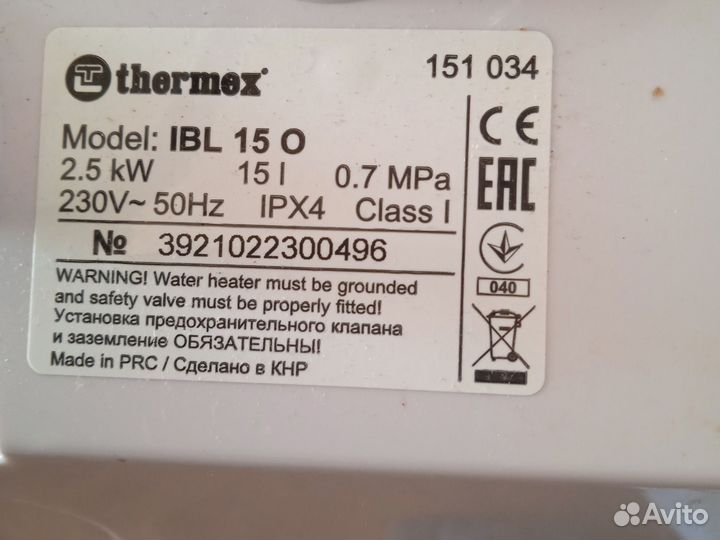 thermex
151 034
Model: IBL 15 O
2.5 kW 15 l 0.7 MPa
230V~ 50Hz IPX4 Class I
№ 3921022300496
WARNING! Water heater must be grounded
and safety valve must be properly fitted!
Установка предохранительного клапана
и заземление ОБЯЗАТЕЛЬНЫ!
Made in PRC / Сделано в КНР
CE
EAC
040
Avito